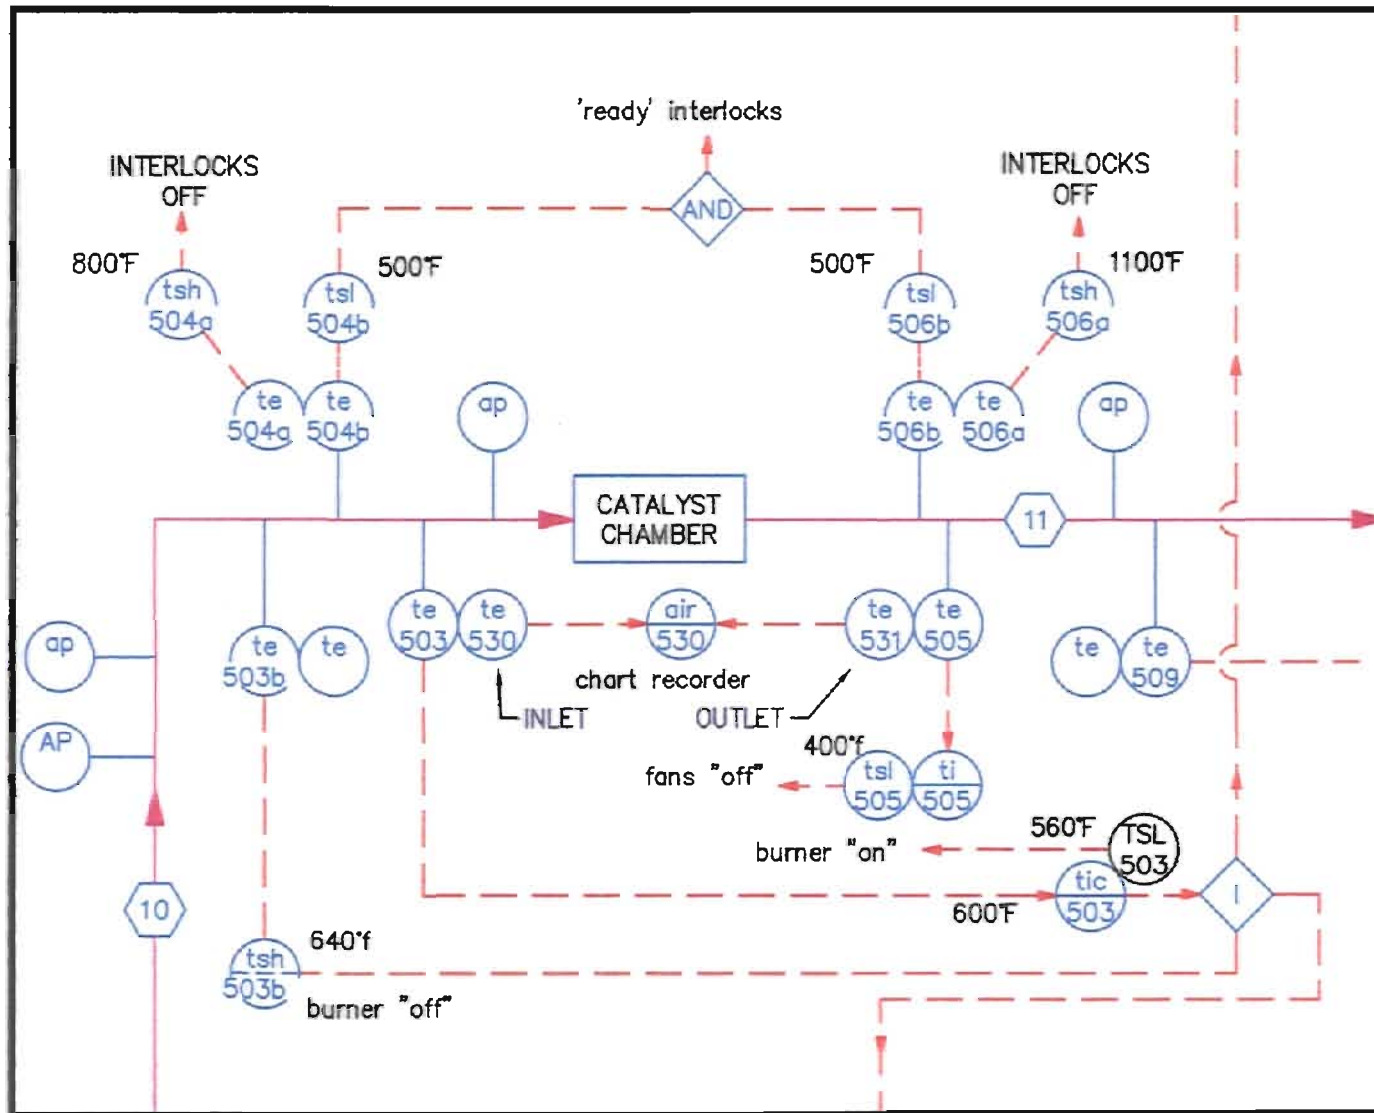 'ready' interlocks
INTERLOCKS
OFF
INTERLOCKS
OFF
AND
800°F
500°F
500°F
1100°F
tsh
504a
tsl
504b
tsl
506b
tsh
506a
te
504a
te
504b
ap
te
506b
te
506a
ap
CATALYST
CHAMBER
11
te
503
te
530
air
530
te
531
te
505
ap
te
503b
te
te
te
509
chart recorder
INLET
OUTLET
AP
400°f
fans "off"
tsl
505
ti
505
560°F
TSL
503
burner "on"
10
600°F
tic
503
I
640°f
tsh
503b
burner "off"